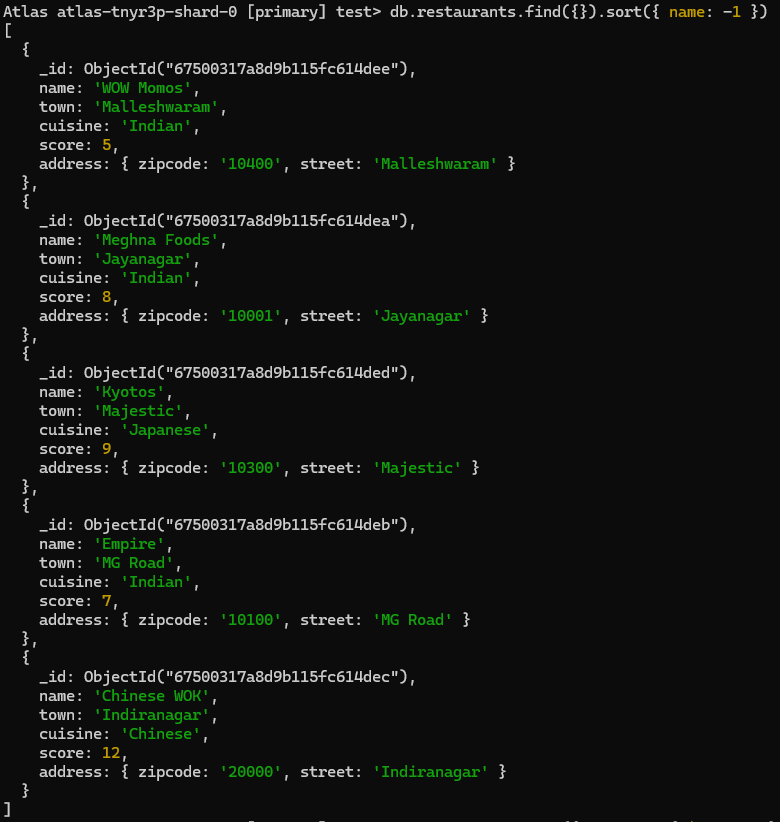 Atlas atlas-tnyr3p-shard-0 [primary] test> db.restaurants.find({}).sort({ name: -1 })
[
  {
    _id: ObjectId("67500317a8d9b115fc614dee"),
    name: 'WOW Momos',
    town: 'Malleshwaram',
    cuisine: 'Indian',
    score: 5,
    address: { zipcode: '10400', street: 'Malleshwaram' }
  },
  {
    _id: ObjectId("67500317a8d9b115fc614dea"),
    name: 'Meghna Foods',
    town: 'Jayanagar',
    cuisine: 'Indian',
    score: 8,
    address: { zipcode: '10001', street: 'Jayanagar' }
  },
  {
    _id: ObjectId("67500317a8d9b115fc614ded"),
    name: 'Kyotos',
    town: 'Majestic',
    cuisine: 'Japanese',
    score: 9,
    address: { zipcode: '10300', street: 'Majestic' }
  },
  {
    _id: ObjectId("67500317a8d9b115fc614deb"),
    name: 'Empire',
    town: 'MG Road',
    cuisine: 'Indian',
    score: 7,
    address: { zipcode: '10100', street: 'MG Road' }
  },
  {
    _id: ObjectId("67500317a8d9b115fc614dec"),
    name: 'Chinese WOK',
    town: 'Indiranagar',
    cuisine: 'Chinese',
    score: 12,
    address: { zipcode: '20000', street: 'Indiranagar' }
  }
]